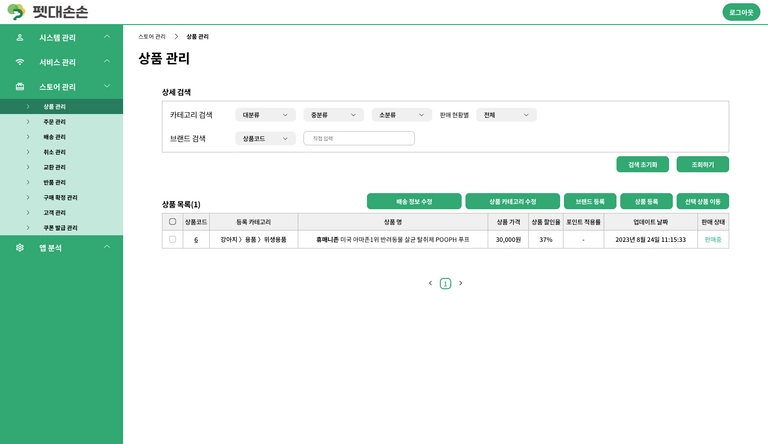 펫대손손
로그아웃
시스템 관리
서비스 관리
스토어 관리
상품 관리
주문 관리
배송 관리
취소 관리
교환 관리
반품 관리
구매 확정 관리
고객 관리
쿠폰 발급 관리
앱 분석
스토어 관리 > 상품 관리
상품 관리
상세 검색
카테고리 검색 대분류 중분류 소분류 판매 현황별 전체
브랜드 검색 상품코드 직접 입력
검색 초기화 조회하기
상품 목록(1) 배송 정보 수정 상품 카테고리 수정 브랜드 등록 상품 등록 선택 상품 이동
상품코드 등록 카테고리 상품 명 상품 가격 상품 할인율 포인트 적용률 업데이트 날짜 판매 상태
6 강아지 〉 용품 〉 위생용품 휴매니존 미국 아마존1위 반려동물 살균 탈취제 POOPH 푸프 30,000원 37% - 2023년 8월 24일 11:15:33 판매중
< 1 >